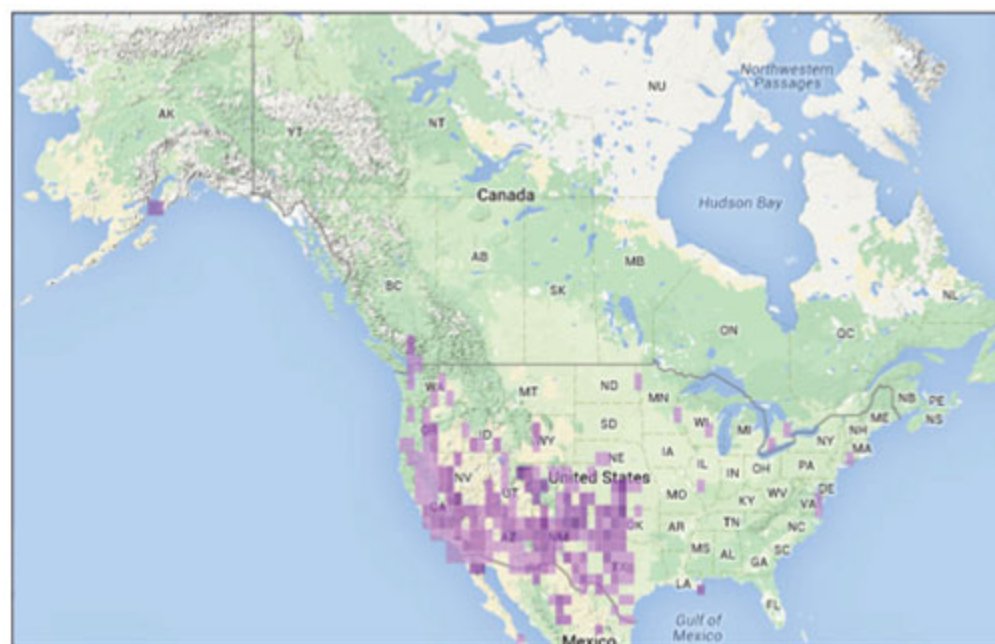 NU
Northwestern
Passages
AK
YT
NT
Canada
Hudson Bay
AB
MB
BC
SK
NL
ON
QC
WA
MT
ND
MN
NB
PE
ME
NS
OR
ID
WY
SD
WI
MI
NH
NY
MA
NE
IA
IL
IN
OH
PA
NV
UT
United States
MO
KY
WV
DE
VA
CA
AZ
NM
OK
AR
TN
NC
TX
MS
AL
GA
SC
LA
FL
Gulf of
Mexico
Mexico